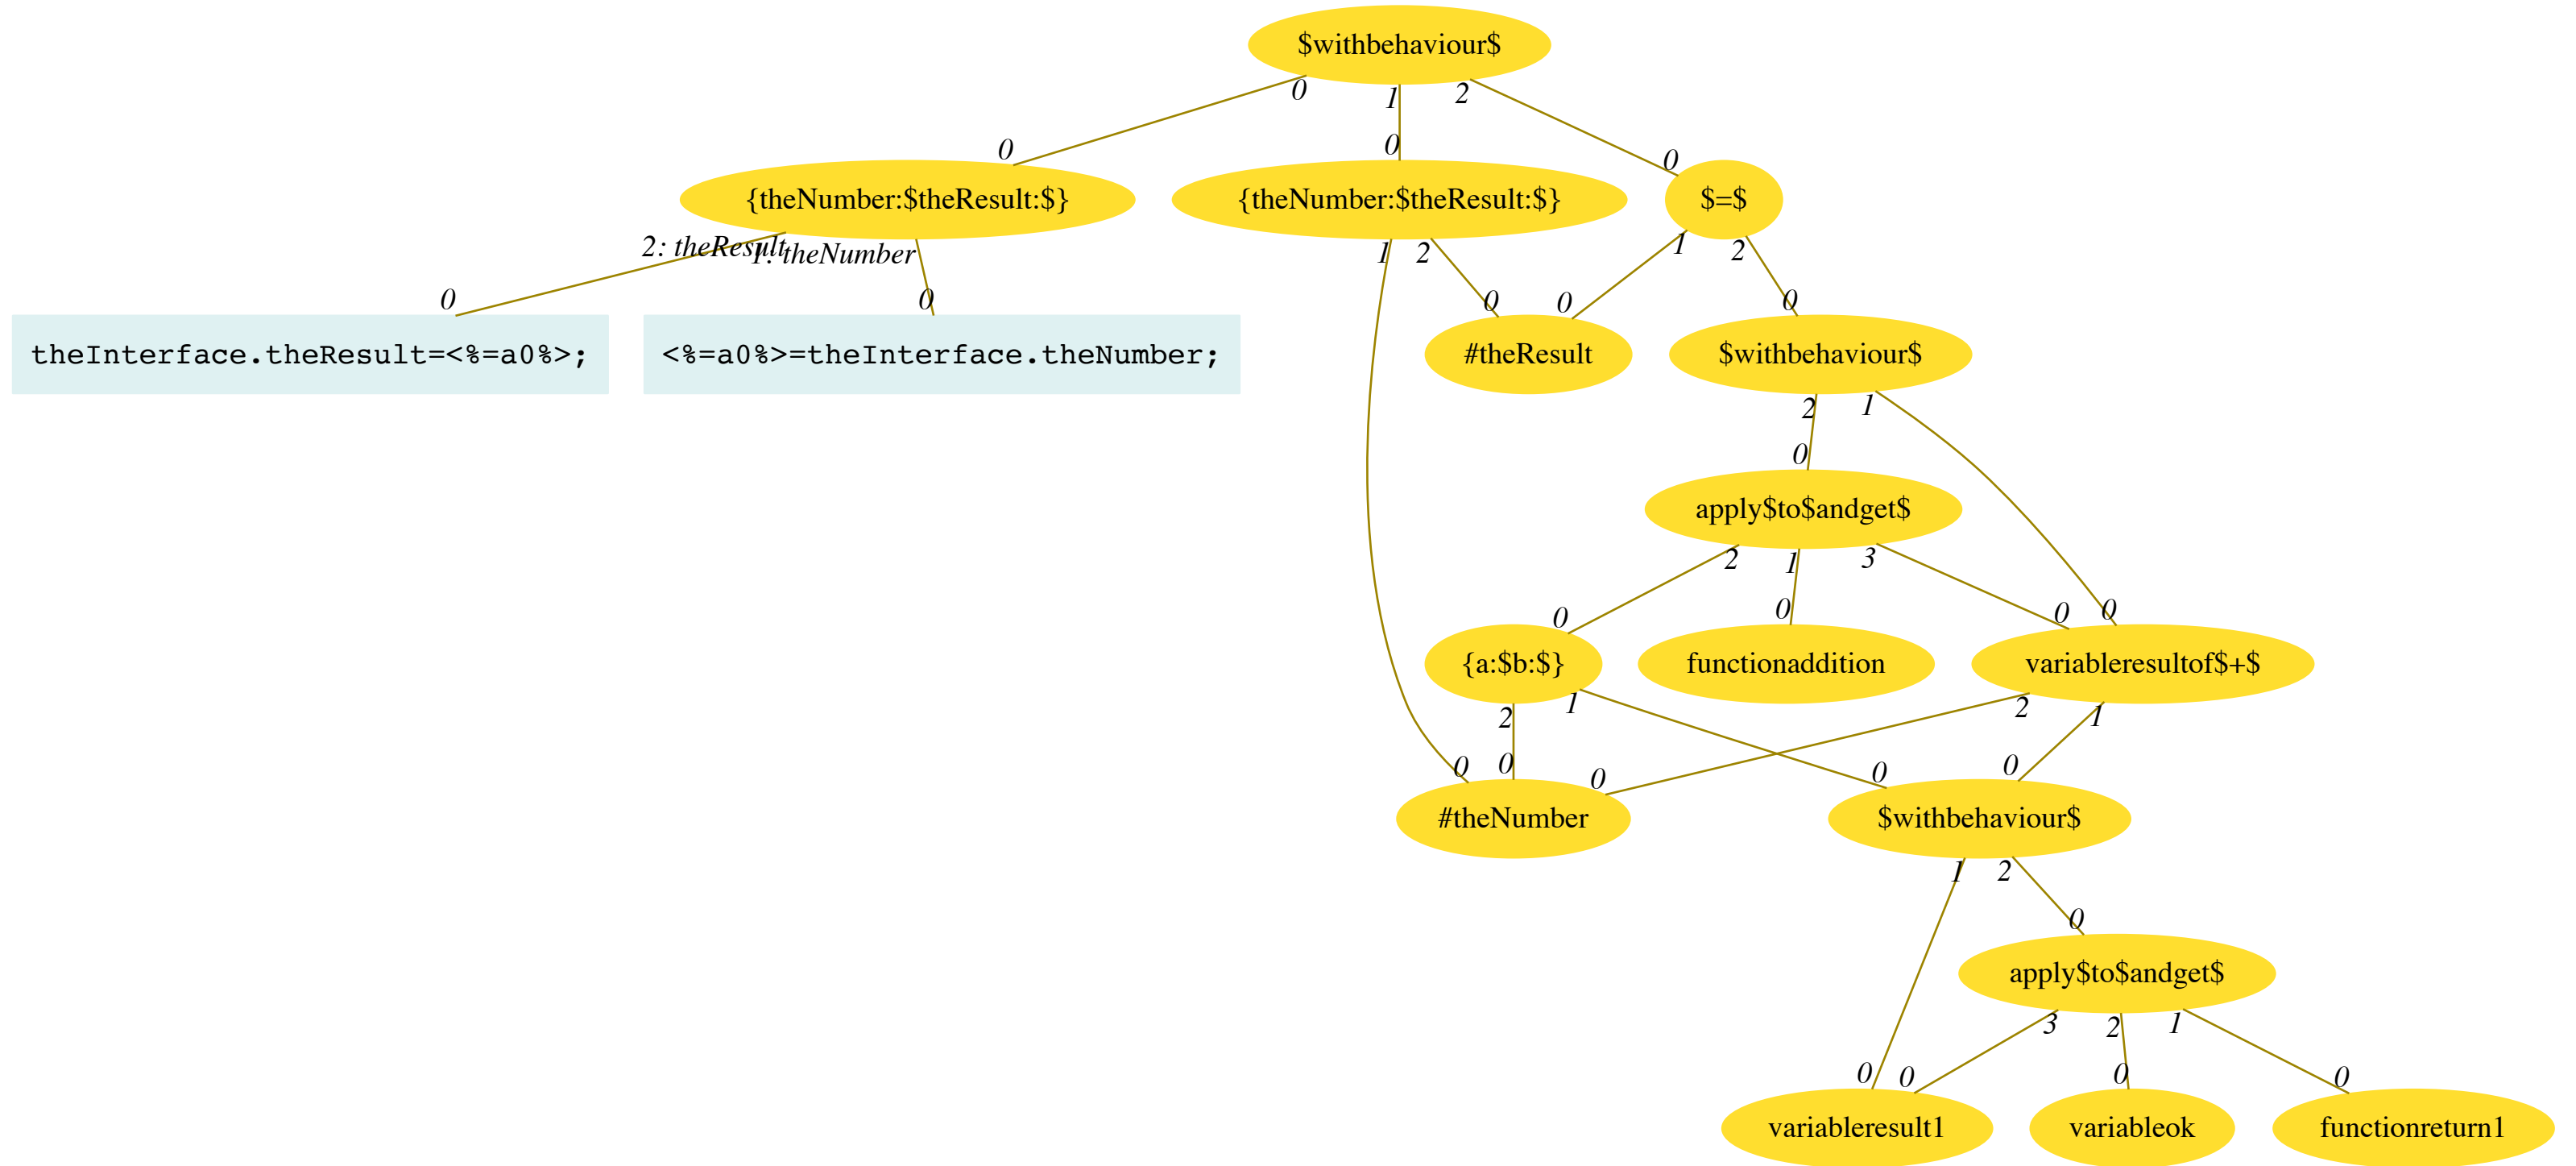 $withbehaviour$
0
1
2
0
0
0
{theNumber:$theResult:$}
{theNumber:$theResult:$}
$=$
2: theResult
1: theNumber
1
2
1
2
0
0
0
0
0
theInterface.theResult=<%=a0%>;
<%=a0%>=theInterface.theNumber;
#theResult
$withbehaviour$
2
1
0
apply$to$andget$
2
1
3
0
0
0
0
{a:$b:$}
functionaddition
variableresultof$+$
2
1
2
1
0
0
0
0
0
#theNumber
$withbehaviour$
1
2
0
apply$to$andget$
3
2
1
0
0
0
0
variableresult1
variableok
functionreturn1